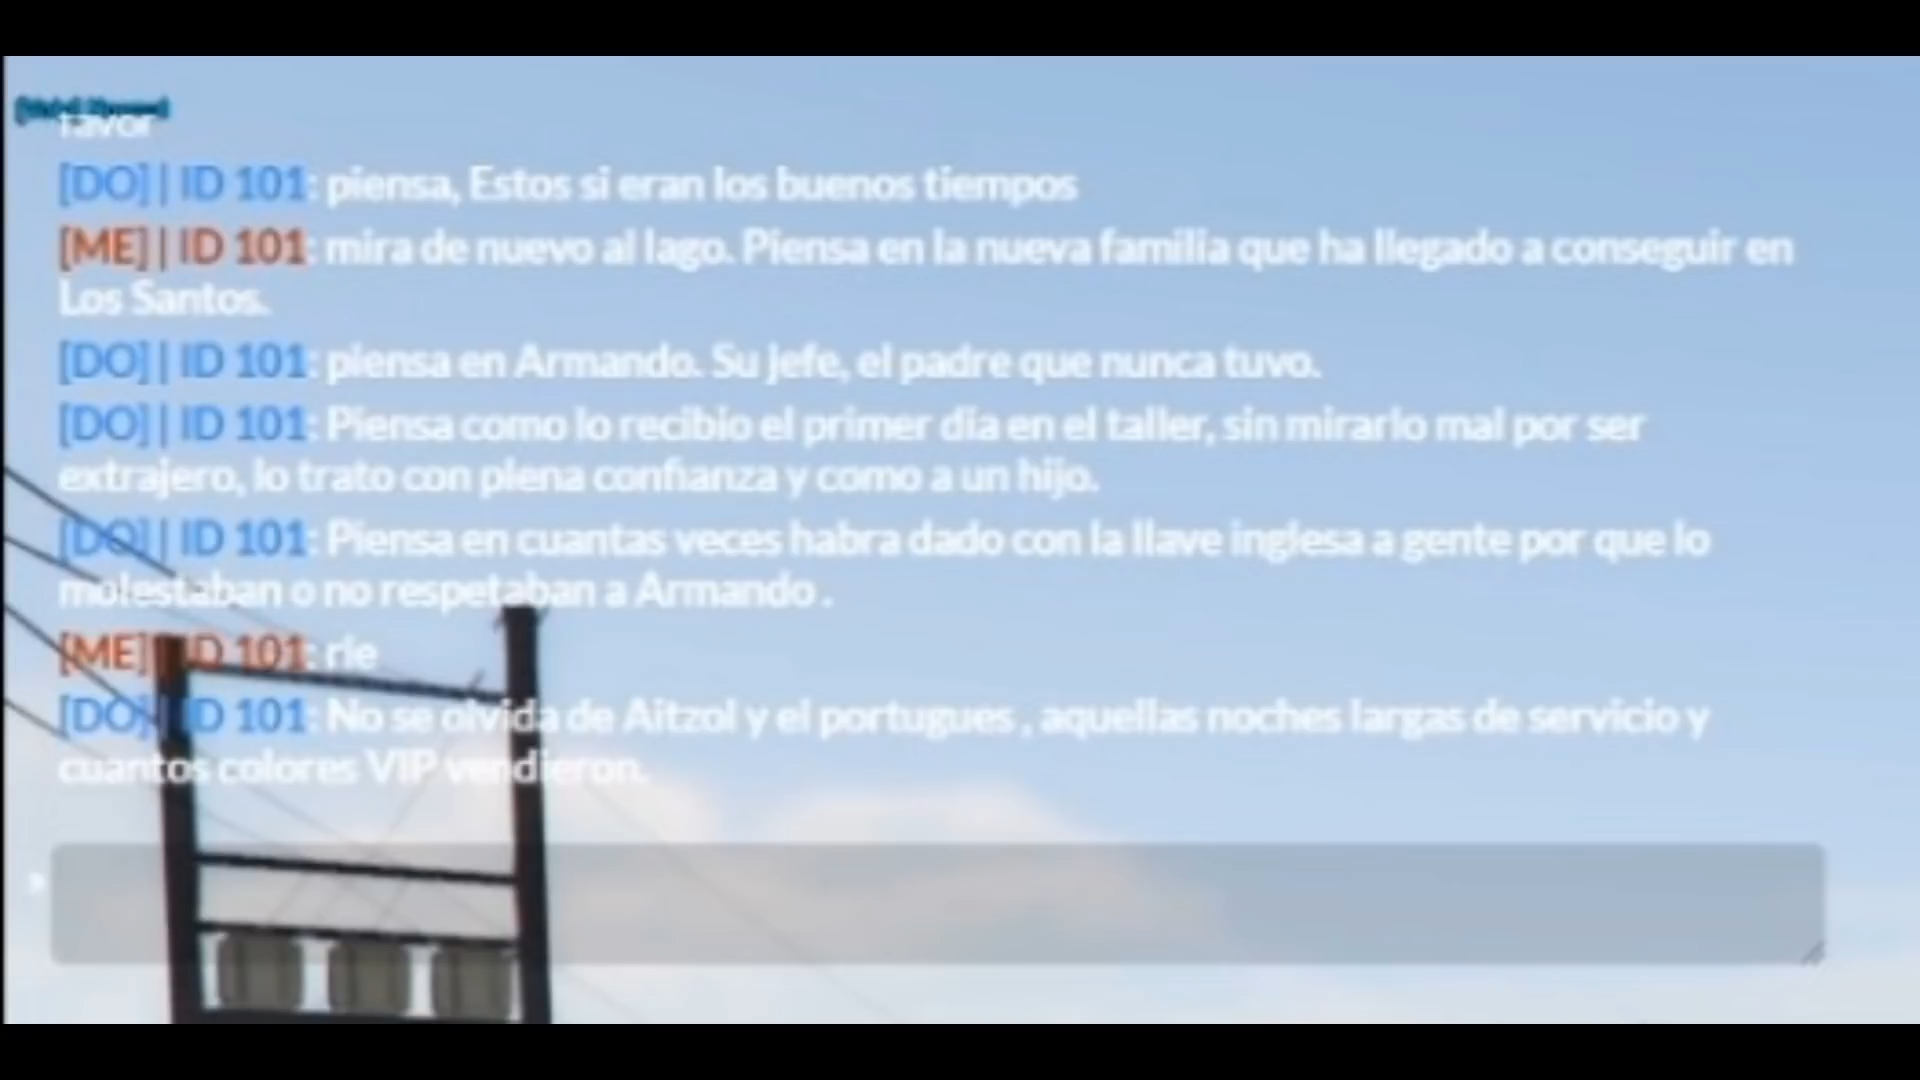 favor
[DO] | ID 101: piensa, Estos si eran los buenos tiempos
[ME] | ID 101: mira de nuevo al lago. Piensa en la nueva familia que ha llegado a conseguir en
Los Santos.
[DO] | ID 101: piensa en Armando. Su jefe, el padre que nunca tuvo.
[DO] | ID 101: Piensa como lo recibio el primer dia en el taller, sin mirarlo mal por ser
extrajero, lo trato con plena confianza y como a un hijo.
[DO] | ID 101: Piensa en cuantas veces habra dado con la llave inglesa a gente por que lo
molestaban o no respetaban a Armando .
[ME] | ID 101: rie
[DO] | ID 101: No se olvida de Aitzol y el portugues , aquellas noches largas de servicio y
cuantos colores VIP vendieron.